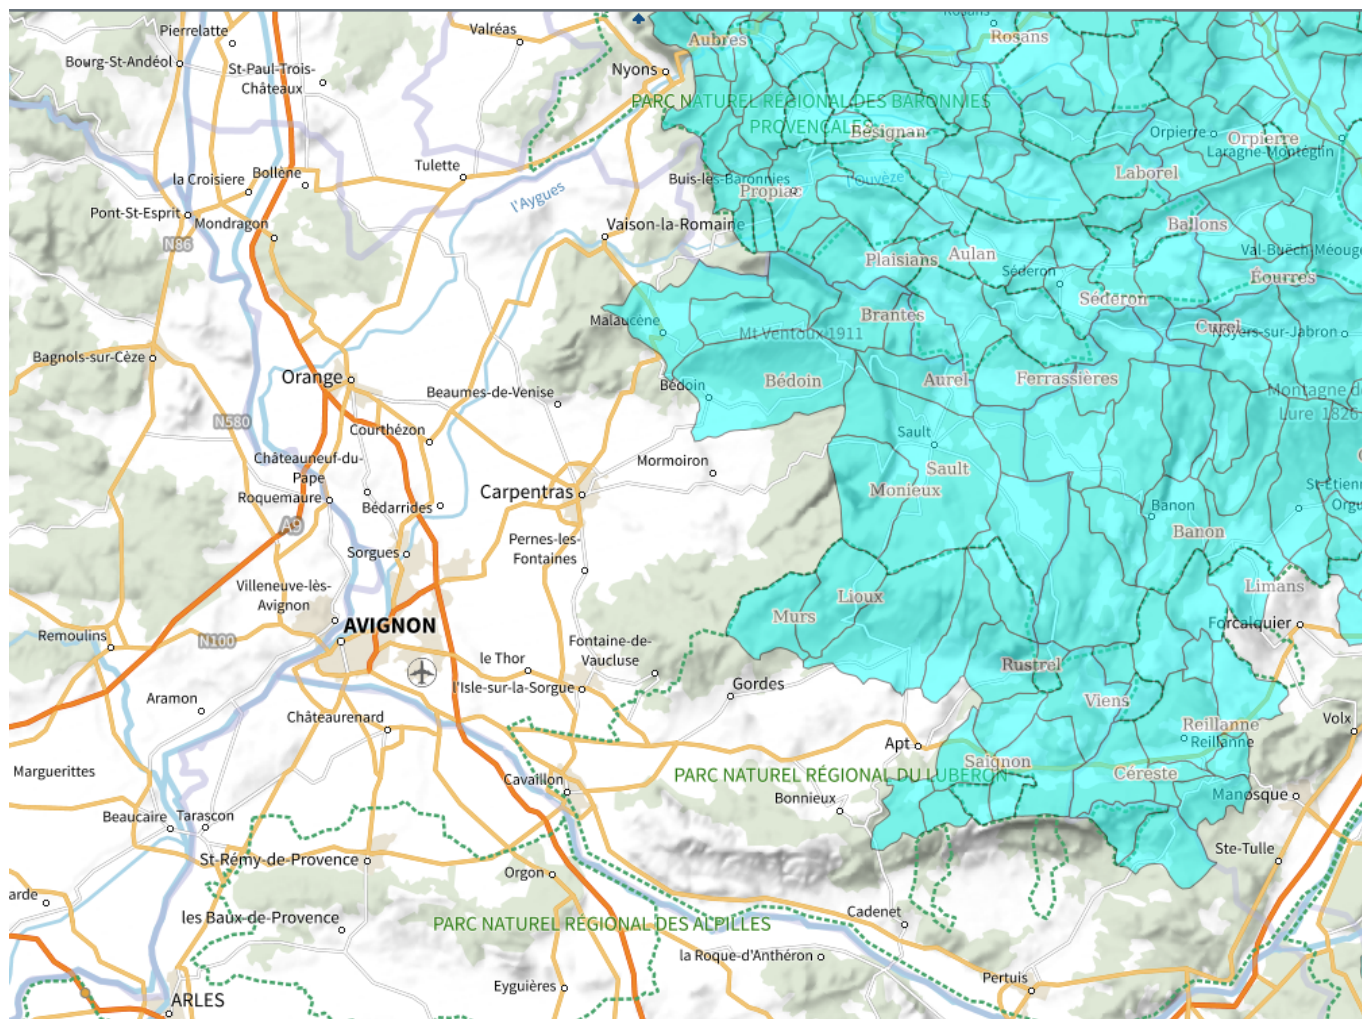 Pierrelatte
Valréas
Aubres
Rosans
Rosans
Bourg-St-Andéol
St-Paul-Trois-
Châteaux
Nyons
PARC NATUREL RÉGIONAL DES BARONNIES
PROVENÇALES
Bésignan
Orpierre
Orpierre
Laragne-Montéglin
Tulette
la Croisiere
Bollène
Buis-lès-Baronnies
Propiac
l'Ouvèze
Laborel
l'Aygues
Pont-St-Esprit
Mondragon
Vaison-la-Romaine
Ballons
N86
Plaisians
Aulan
Val-Buëch-Méouge
Séderon
Éourres
Séderon
Malaucène
Brantes
Mt Ventoux 1911
Curel
Noyers-sur-Jabron
Bagnols-sur-Cèze
Orange
Beaumes-de-Venise
Bédoin
Bédoin
Aurel
Ferrassières
Montagne d
Lure 1826
N580
Courthézon
Sault
Châteauneuf-du-
Pape
Mormoiron
Sault
Roquemaure
Carpentras
Monieux
St-Étien
Bédarrides
Banon
Orgu
A9
Banon
Sorgues
Pernes-les-
Fontaines
Villeneuve-lès-
Avignon
Limans
Lioux
Murs
AVIGNON
Forcalquier
Remoulins
N100
Fontaine-de-
Vaucluse
le Thor
Rustrel
l'Isle-sur-la-Sorgue
Gordes
Aramon
Viens
Châteaurenard
Reillanne
Volx
Apt
Reillanne
Marguerittes
Saignon
Cavaillon
PARC NATUREL RÉGIONAL DU LUBERON
Céreste
Bonnieux
Manosque
Beaucaire
Tarascon
St-Rémy-de-Provence
Ste-Tulle
Orgon
arde
les Baux-de-Provence
PARC NATUREL RÉGIONAL DES ALPILLES
Cadenet
la Roque-d'Anthéron
Pertuis
Eyguières
ARLES